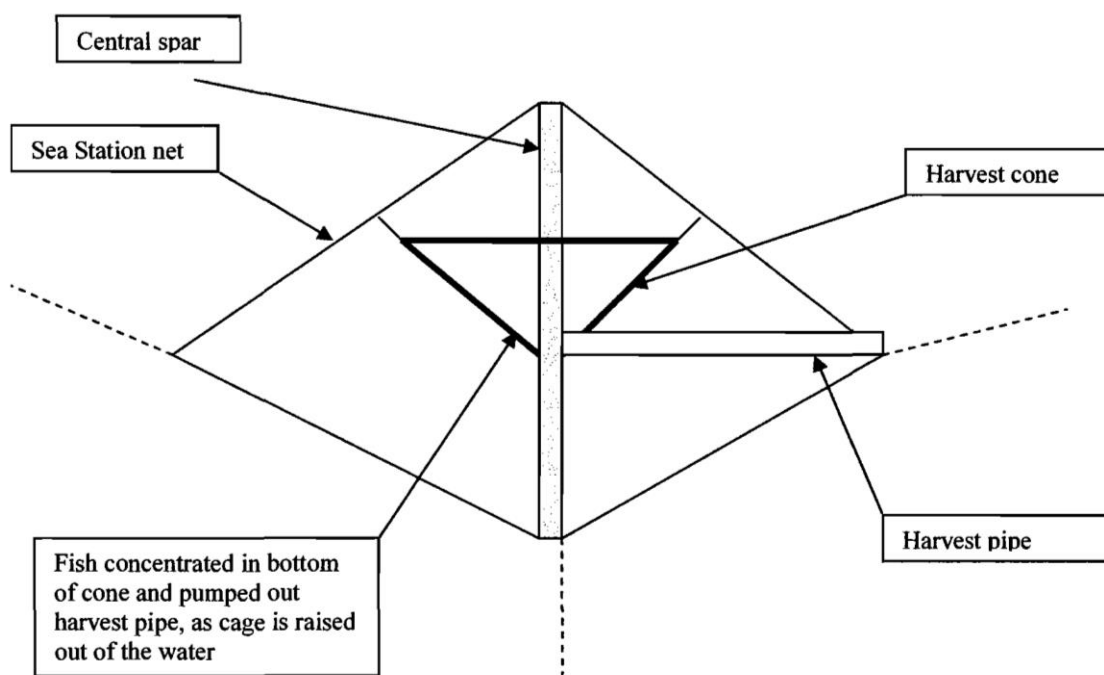 Central spar
Sea Station net
Harvest cone
Harvest pipe
Fish concentrated in bottom
of cone and pumped out
harvest pipe, as cage is raised
out of the water